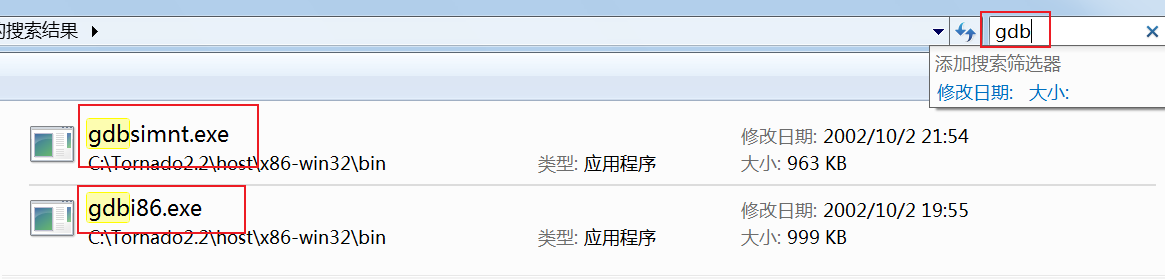 的搜索结果
gdb
添加搜索筛选器
修改日期: 大小:
gdbsimnt.exe
修改日期: 2002/10/2 21:54
C:\Tornado2.2\host\x86-win32\bin
类型: 应用程序
大小: 963 KB
gdbi86.exe
修改日期: 2002/10/2 19:55
C:\Tornado2.2\host\x86-win32\bin
类型: 应用程序
大小: 999 KB